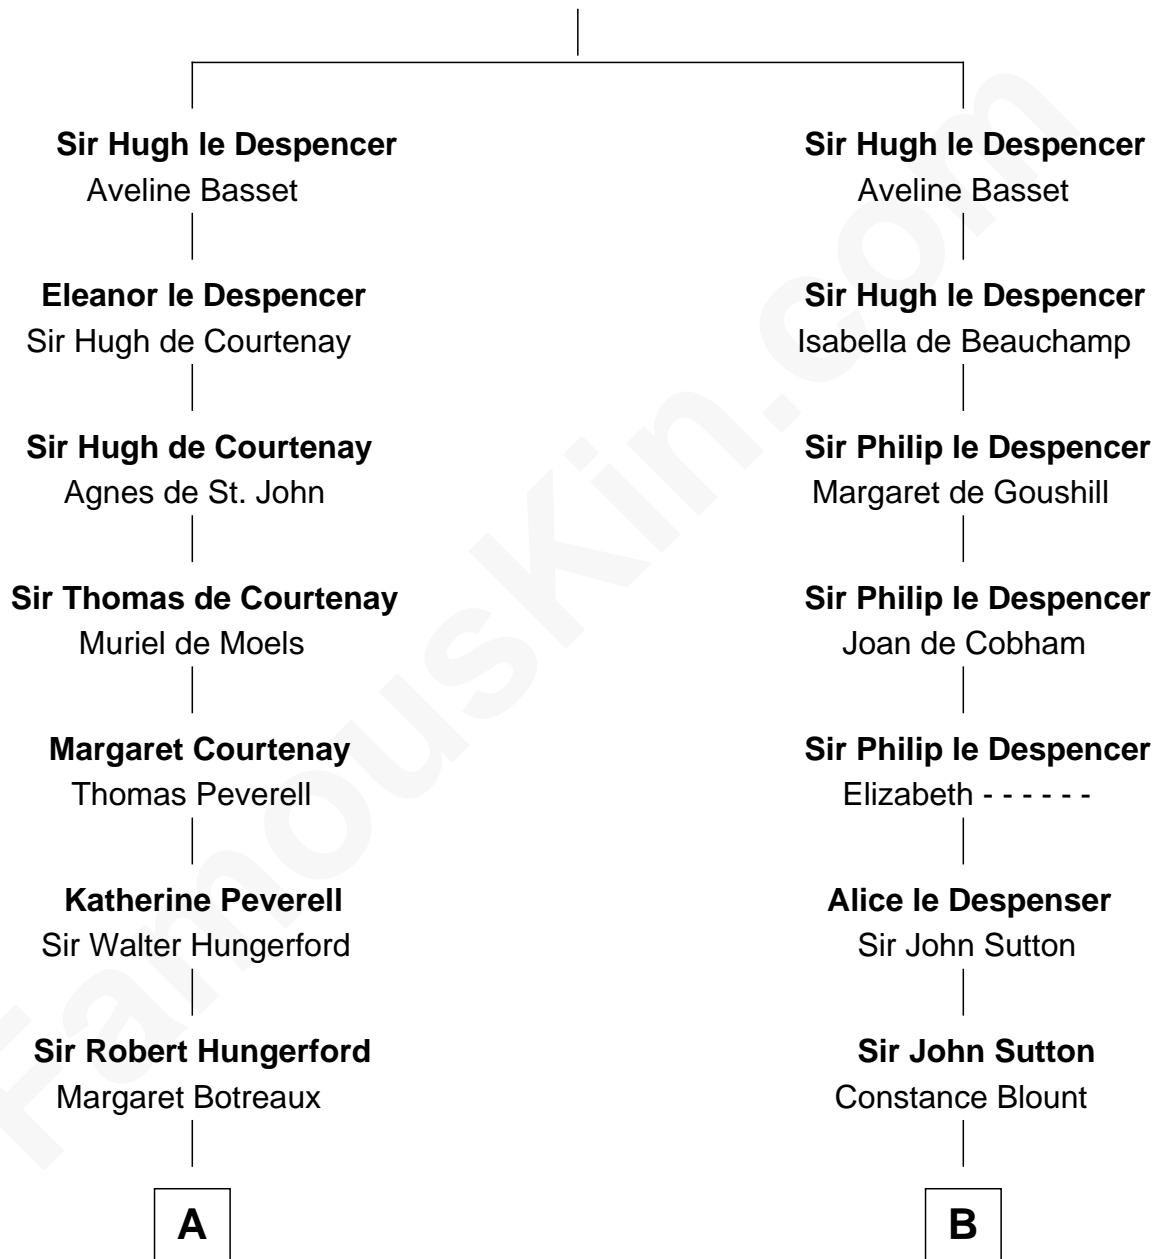 Sir Hugh le Despencer
Aveline Basset
Eleanor le Despencer
Sir Hugh de Courtenay
Sir Hugh de Courtenay
Agnes de St. John
Sir Thomas de Courtenay
Muriel de Moels
Margaret Courtenay
Thomas Peverell
Katherine Peverell
Sir Walter Hungerford
Sir Robert Hungerford
Margaret Botreaux
A
Sir Hugh le Despencer
Aveline Basset
Sir Hugh le Despencer
Isabella de Beauchamp
Sir Philip le Despencer
Margaret de Goushill
Sir Philip le Despencer
Joan de Cobham
Sir Philip le Despencer
Elizabeth - - - - - -
Alice le Despenser
Sir John Sutton
Sir John Sutton
Constance Blount
B
FamousKin.com